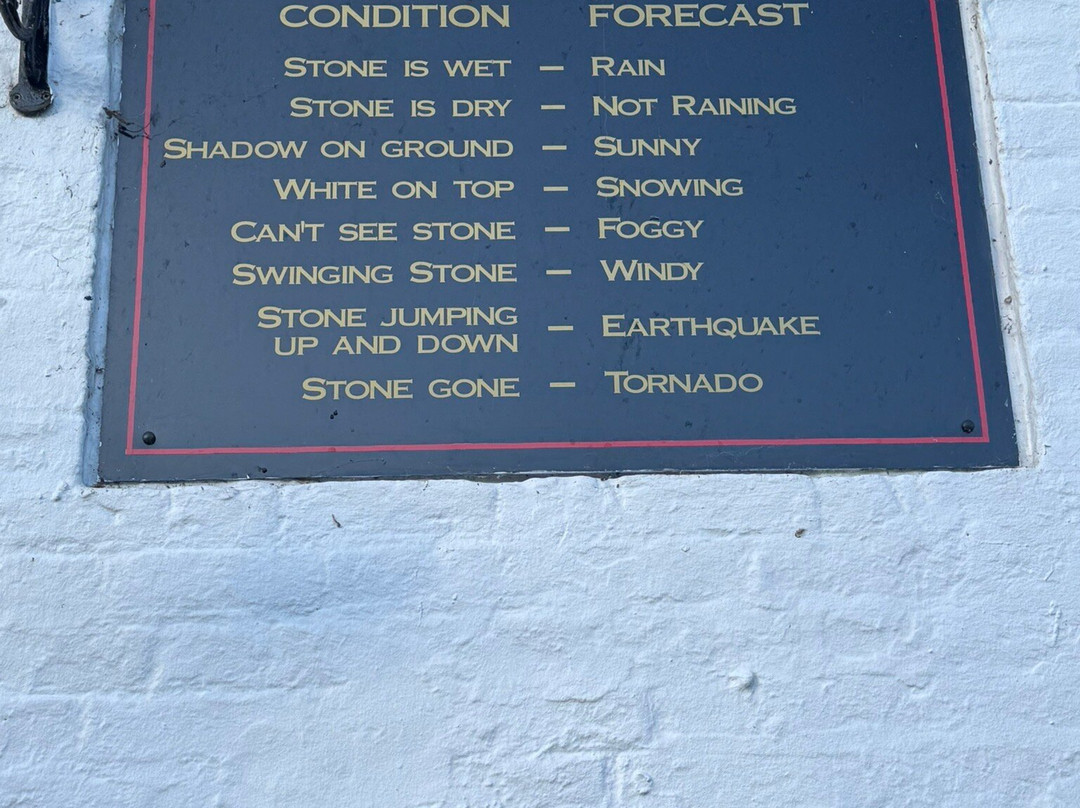 CONDITION FORECAST
STONE IS WET – RAIN
STONE IS DRY – NOT RAINING
SHADOW ON GROUND – SUNNY
WHITE ON TOP – SNOWING
CAN'T SEE STONE – FOGGY
SWINGING STONE – WINDY
STONE JUMPING
UP AND DOWN – EARTHQUAKE
STONE GONE – TORNADO